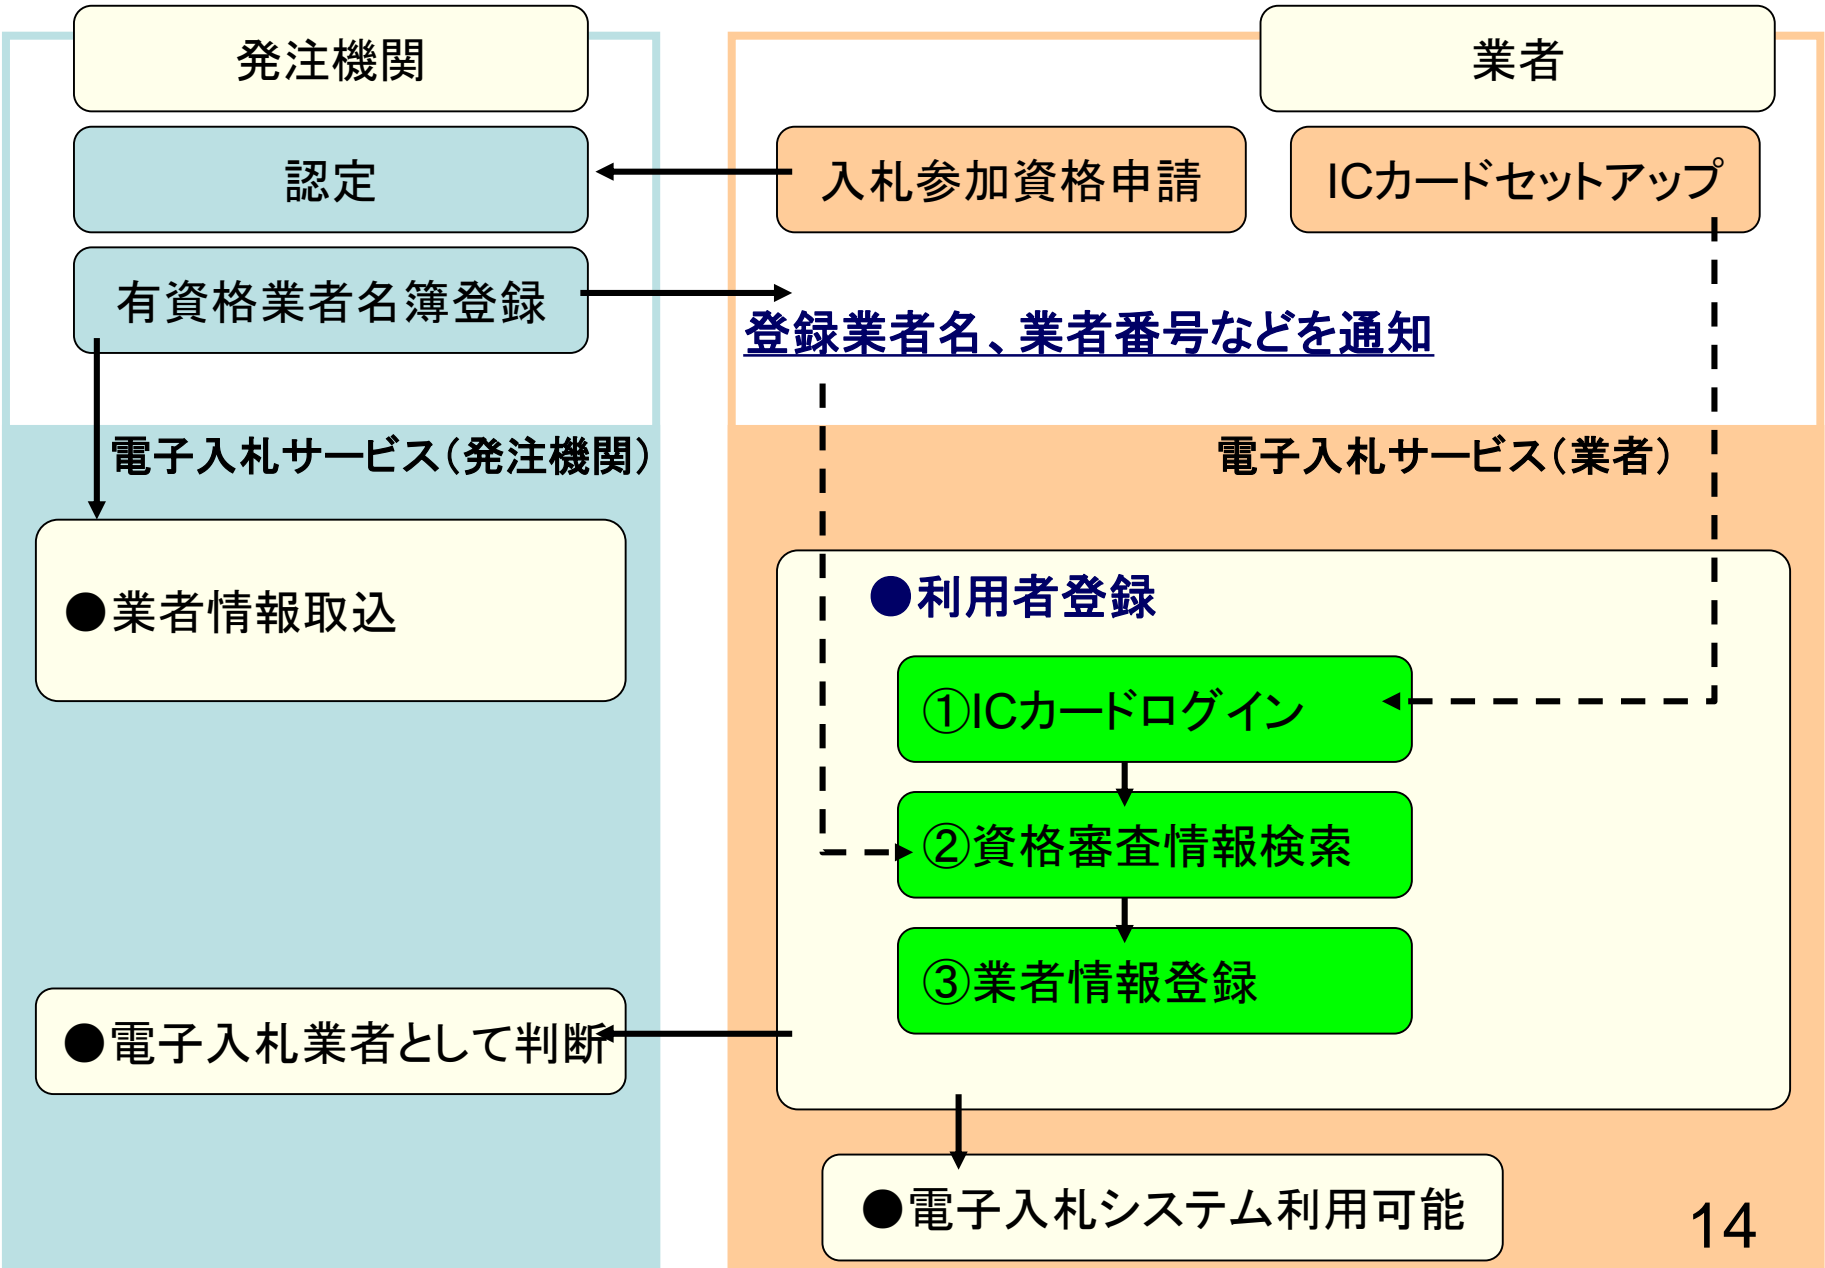 発注機関
業者
認定
入札参加資格申請
ICカードセットアップ
有資格業者名簿登録
登録業者名、業者番号などを通知
電子入札サービス（発注機関）
電子入札サービス（業者）
●業者情報取込
●利用者登録
①ICカードログイン
②資格審査情報検索
③業者情報登録
●電子入札業者として判断
●電子入札システム利用可能
14